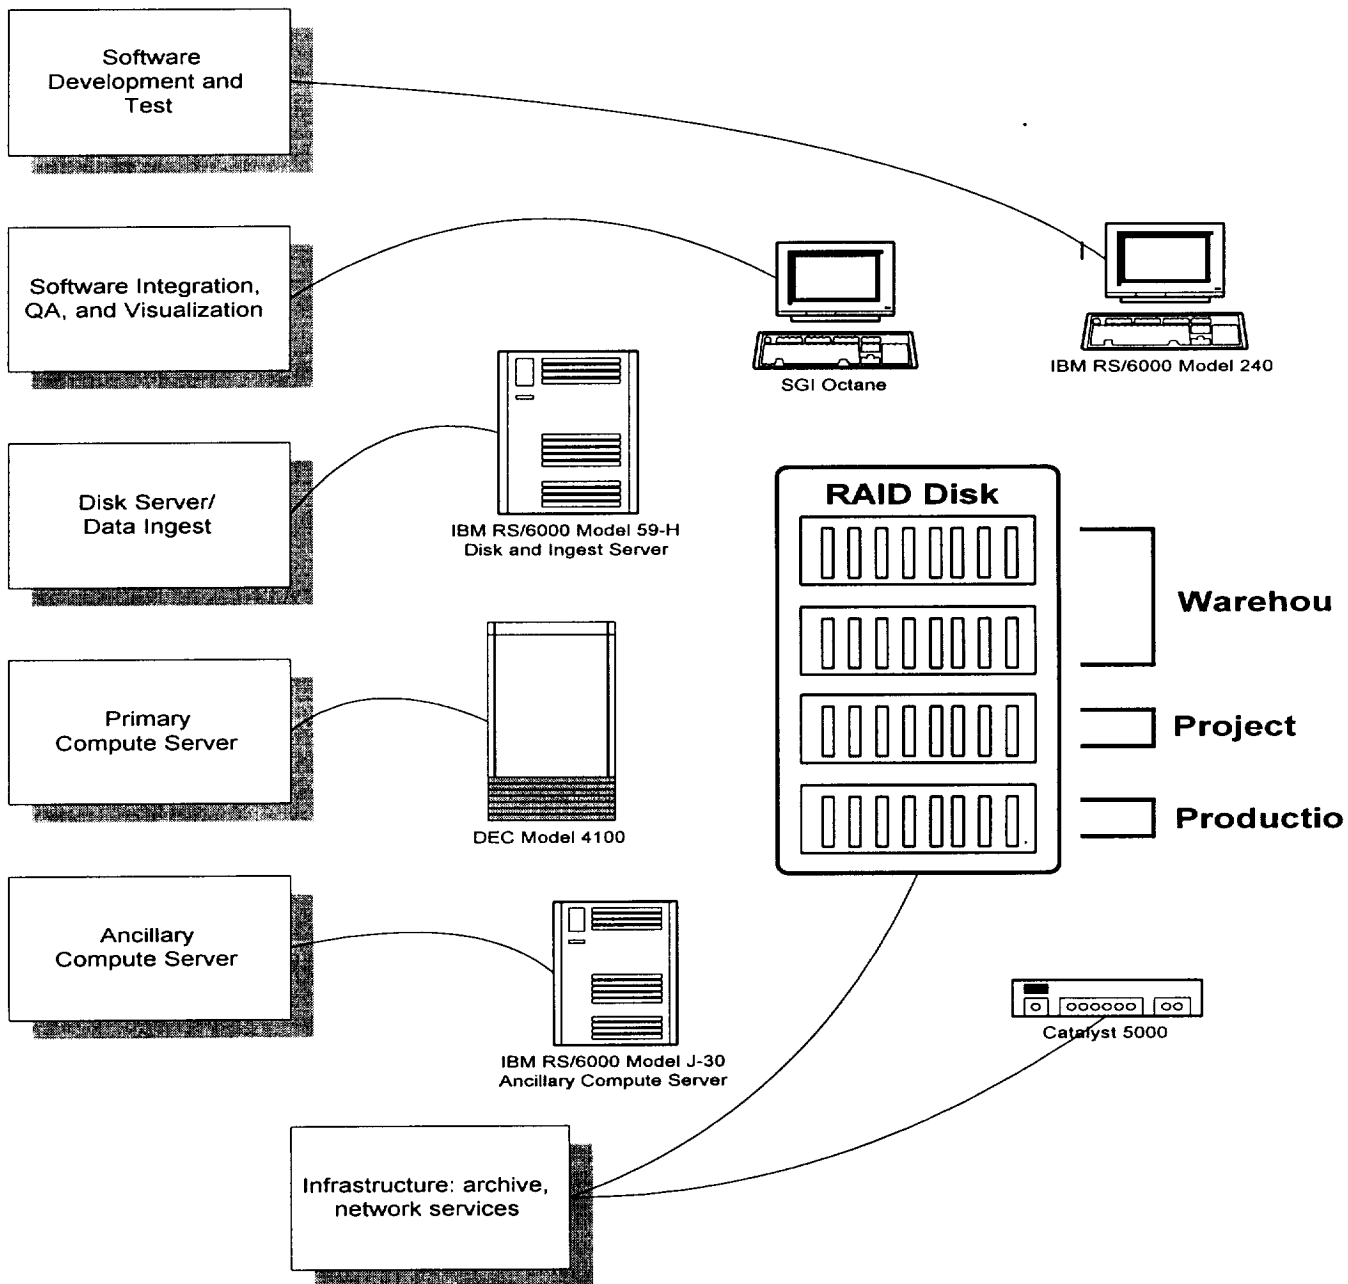 Software
Development and
Test
Software Integration,
QA, and Visualization
SGI Octane
IBM RS/6000 Model 240
Disk Server/
Data Ingest
IBM RS/6000 Model 59-H
Disk and Ingest Server
RAID Disk
Warehou
Project
Productio
Primary
Compute Server
DEC Model 4100
Ancillary
Compute Server
IBM RS/6000 Model J-30
Ancillary Compute Server
Catalyst 5000
Infrastructure: archive,
network services